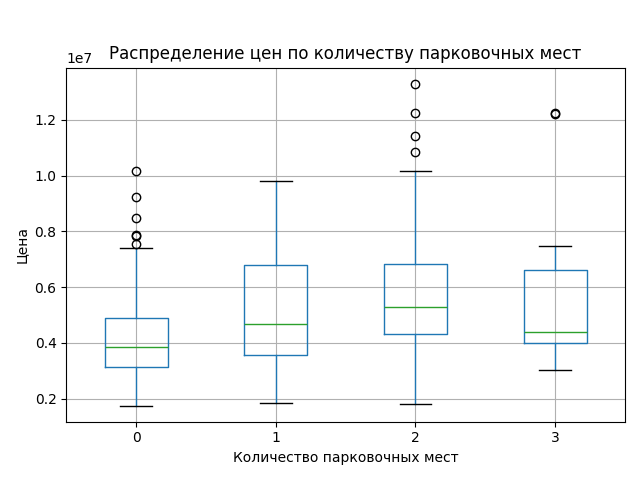 Распределение цен по количеству парковочных мест
1e7
1.2
1.0
0.8
0.6
0.4
0.2
Цена
0 1 2 3
Количество парковочных мест